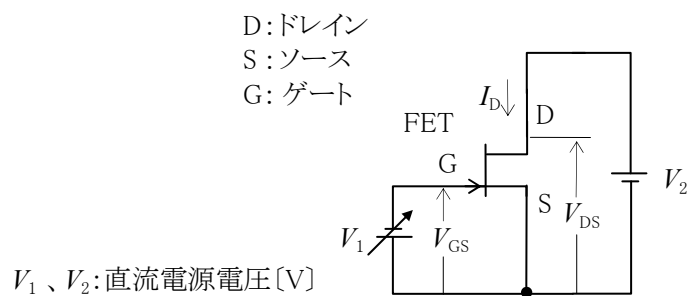 D:ドレイン
S:ソース
G:ゲート
I_D
D
FET
G
S
V_1
V_GS
V_DS
V_2
V_1、V_2:直流電源電圧〔V〕